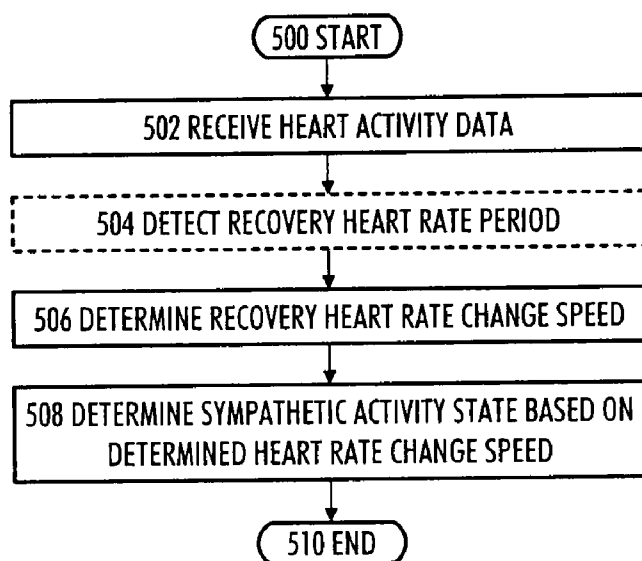 500 START
502 RECEIVE HEART ACTIVITY DATA
504 DETECT RECOVERY HEART RATE PERIOD
506 DETERMINE RECOVERY HEART RATE CHANGE SPEED
508 DETERMINE SYMPATHETIC ACTIVITY STATE BASED ON
DETERMINED HEART RATE CHANGE SPEED
510 END